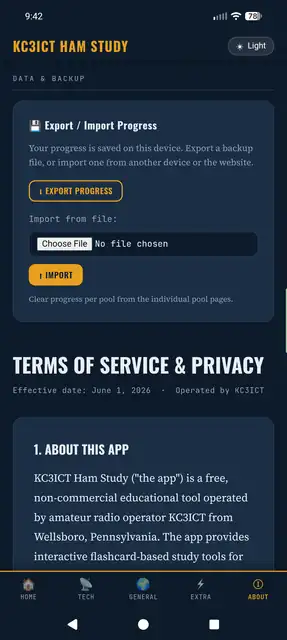 9:42
78
KC3ICT HAM STUDY
☀ Light
DATA & BACKUP
💾 Export / Import Progress
Your progress is saved on this device. Export a backup
file, or import one from another device or the website.
⭳ EXPORT PROGRESS
Import from file:
Choose File No file chosen
⭱ IMPORT
Clear progress per pool from the individual pool pages.
TERMS OF SERVICE & PRIVACY
Effective date: June 1, 2026 · Operated by KC3ICT
1. ABOUT THIS APP
KC3ICT Ham Study ("the app") is a free,
non-commercial educational tool operated
by amateur radio operator KC3ICT from
Wellsboro, Pennsylvania. The app provides
interactive flashcard-based study tools for
HOME TECH GENERAL EXTRA ABOUT